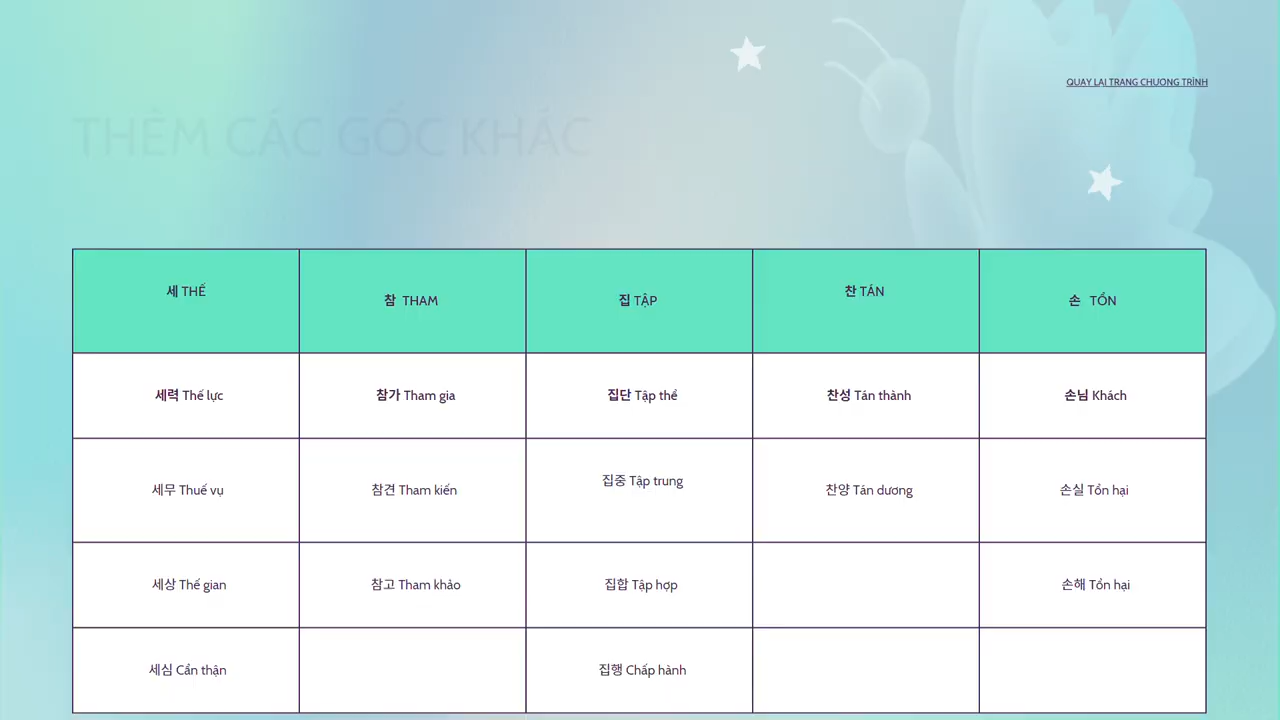 QUAY LẠI TRANG CHƯƠNG TRÌNH
THÊM CÁC GỐC KHÁC
세 THẾ
참 THAM
집 TẬP
찬 TÁN
손 TỔN
세력 Thế lực
참가 Tham gia
집단 Tập thể
찬성 Tán thành
손님 Khách
세무 Thuế vụ
참견 Tham kiến
집중 Tập trung
찬양 Tán dương
손실 Tổn hại
세상 Thế gian
참고 Tham khảo
집합 Tập hợp
손해 Tổn hại
세심 Cẩn thận
집행 Chấp hành